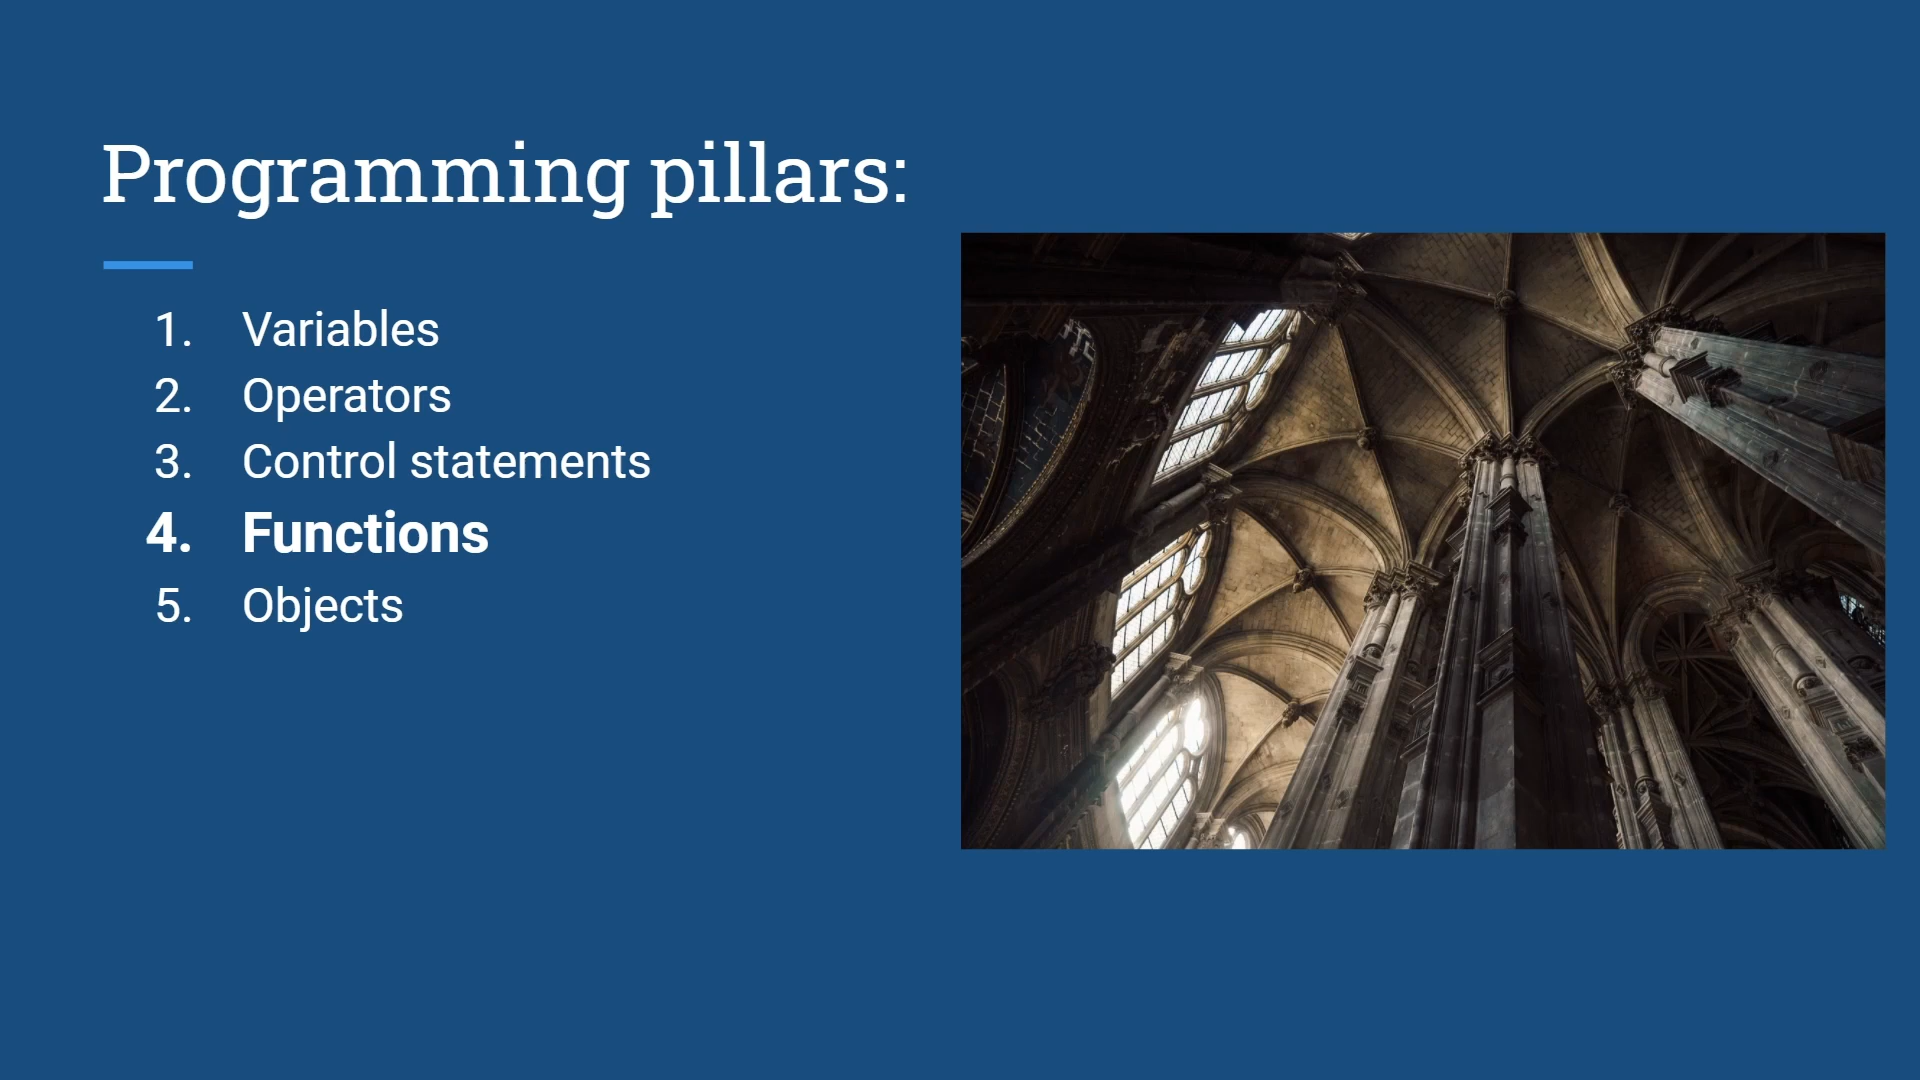 Programming pillars:
1. Variables
2. Operators
3. Control statements
4. Functions
5. Objects